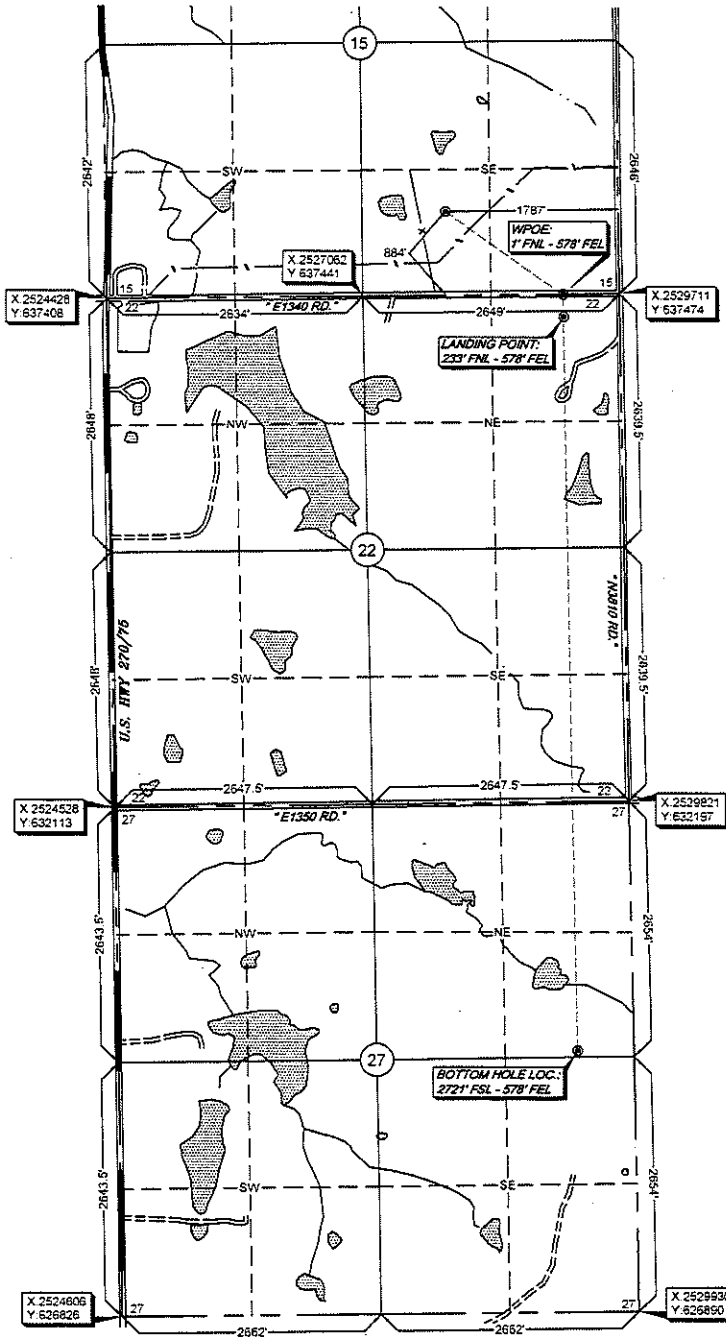 15
2642'
SW
SE
2646'
1787'
884'
WPOE:
1' FNL - 578' FEL
X:2527062
Y:637441
X:2524428
Y:637408
15
22
"E1340 RD."
2634'
2649'
15
22
X:2529711
Y:637474
LANDING POINT:
233' FNL - 578' FEL
2648'
NW
NE
2639.5'
22
U.S. HWY 270/75
"N3810 RD."
2648'
SW
SE
2639.5'
2647.5'
2647.5'
22
22
X:2524528
Y:632113
27
"E1350 RD."
27
X:2529821
Y:632197
2643.5'
NW
NE
2654'
27
BOTTOM HOLE LOC.:
2721' FSL - 578' FEL
2643.5'
SW
SE
2654'
X:2524606
Y:626826
27
2662'
2662'
27
Y:626890